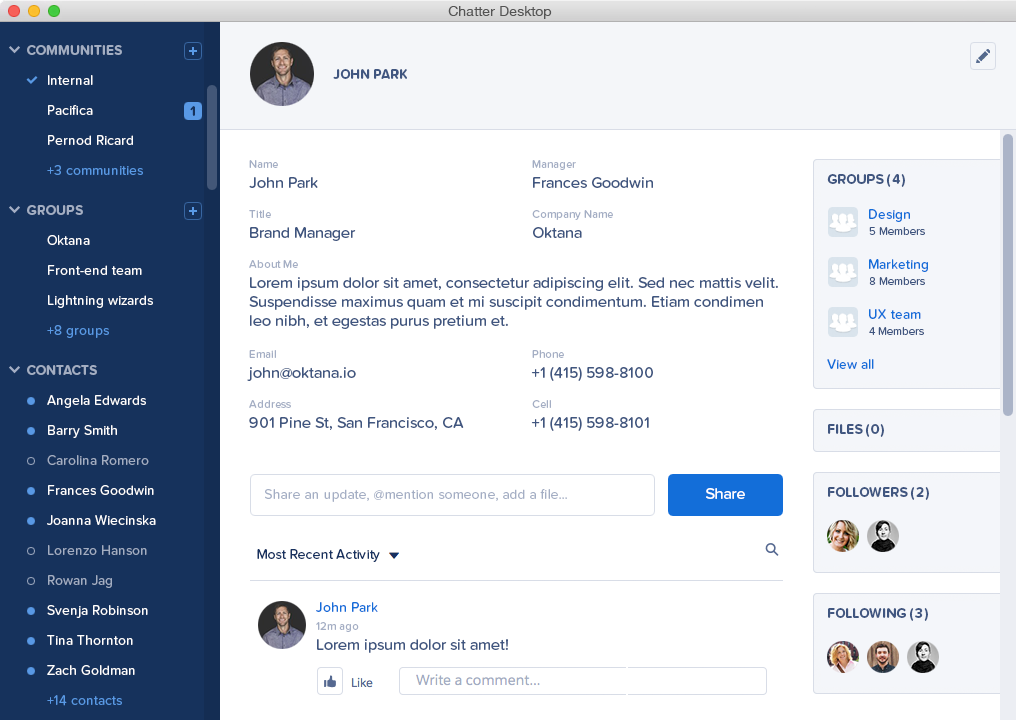 Chatter Desktop
COMMUNITIES
+
Internal
Pacifica
1
Pernod Ricard
+3 communities
GROUPS
+
Oktana
Front-end team
Lightning wizards
+8 groups
CONTACTS
Angela Edwards
Barry Smith
Carolina Romero
Frances Goodwin
Joanna Wiecinska
Lorenzo Hanson
Rowan Jag
Svenja Robinson
Tina Thornton
Zach Goldman
+14 contacts
JOHN PARK
Name
John Park
Manager
Frances Goodwin
Title
Brand Manager
Company Name
Oktana
About Me
Lorem ipsum dolor sit amet, consectetur adipiscing elit. Sed nec mattis velit.
Suspendisse maximus quam et mi suscipit condimentum. Etiam condimen
leo nibh, et egestas purus pretium et.
Email
john@oktana.io
Phone
+1 (415) 598-8100
Address
901 Pine St, San Francisco, CA
Cell
+1 (415) 598-8101
Share an update, @mention someone, add a file...
Share
Most Recent Activity
John Park
12m ago
Lorem ipsum dolor sit amet!
Like
Write a comment...
GROUPS (4)
Design
5 Members
Marketing
8 Members
UX team
4 Members
View all
FILES (0)
FOLLOWERS (2)
FOLLOWING (3)